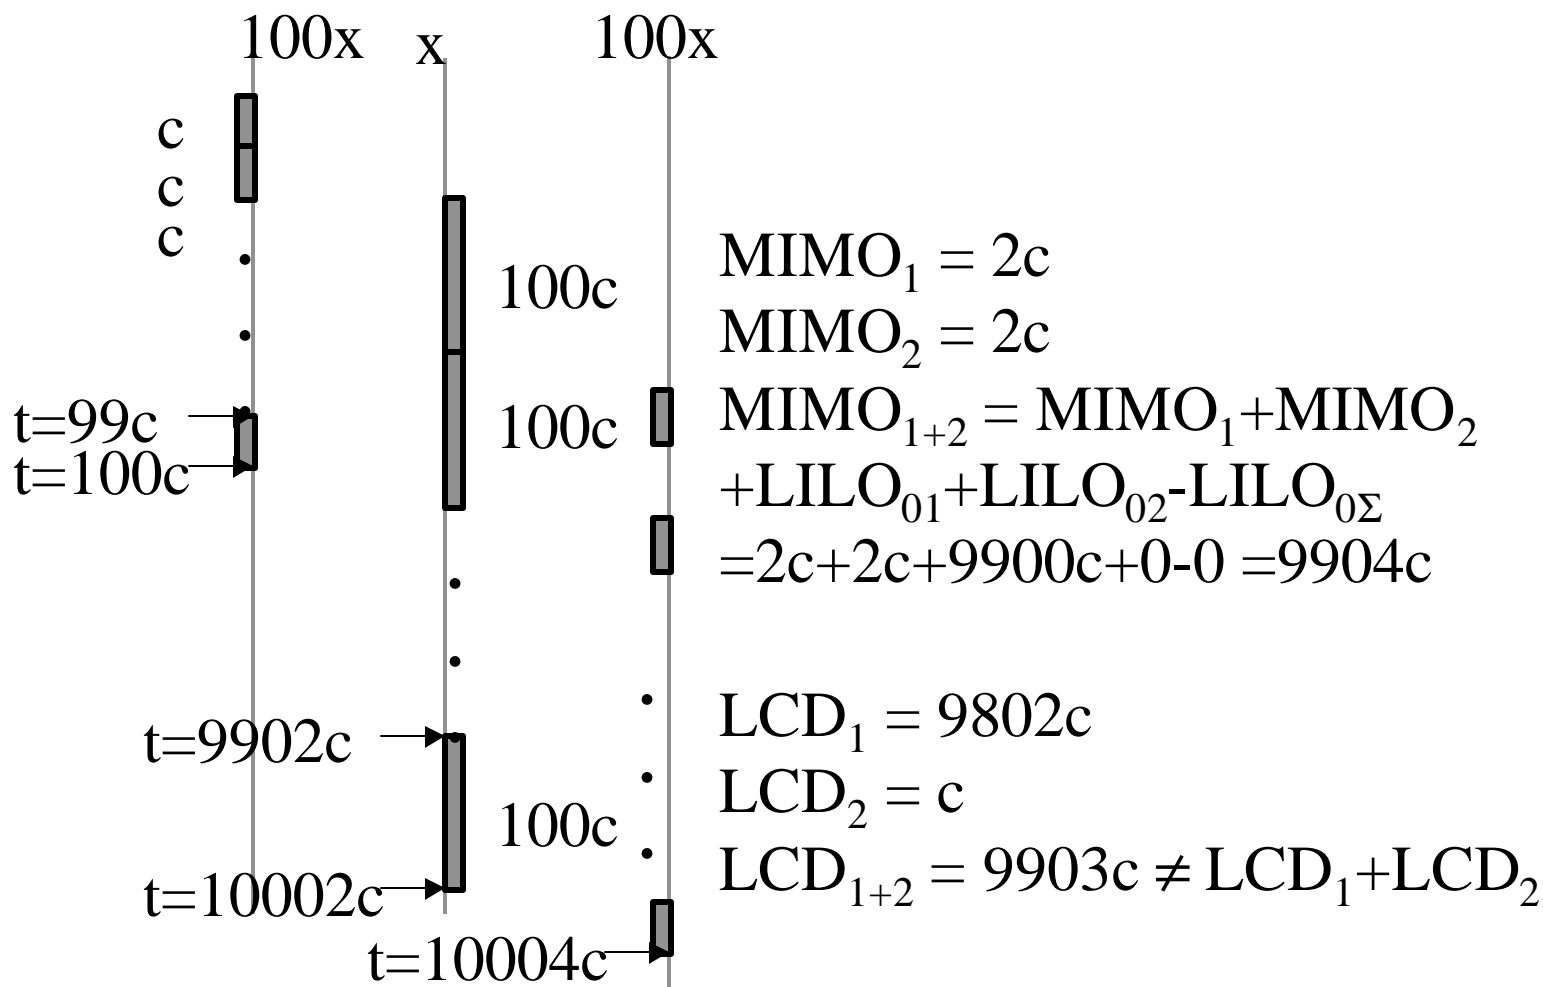 100x x 100x
c
c
c
100c
100c
t=99c
t=100c
MIMO₁ = 2c
MIMO₂ = 2c
MIMO₁₊₂ = MIMO₁+MIMO₂
+LILO₀₁+LILO₀₂-LILO₀Σ
=2c+2c+9900c+0-0 =9904c
t=9902c
100c
t=10002c
t=10004c
LCD₁ = 9802c
LCD₂ = c
LCD₁₊₂ = 9903c ≠ LCD₁+LCD₂